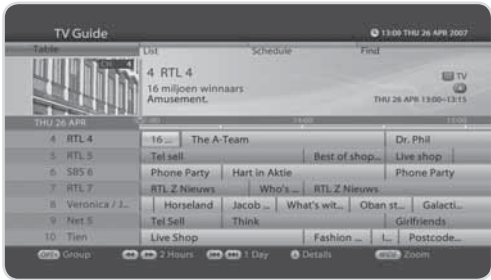 TV Guide
13:00 THU 26 APR 2007
Table
List Schedule Find
4 RTL 4
16 miljoen winnaars
Amusement.
TV
THU 26 APR 13:00~13:15
THU 26 APR 14:00 15:00
4 RTL 4 16 ... The A-Team Dr. Phil
5 RTL 5 Tel sell Best of shop... Live shop
6 SBS 6 Phone Party Hart in Aktie Phone Party
7 RTL 7 RTL Z Nieuws Who's ... RTL Z Nieuws
8 Veronica / J... Horseland Jacob ... What's wit... Oban st... Galacti...
9 Net 5 Tel Sell Think Girlfriends
10 Tien Live Shop Fashion ... L... Postcode...
OPT+ Group 2 Hours 1 Day i Details Zoom